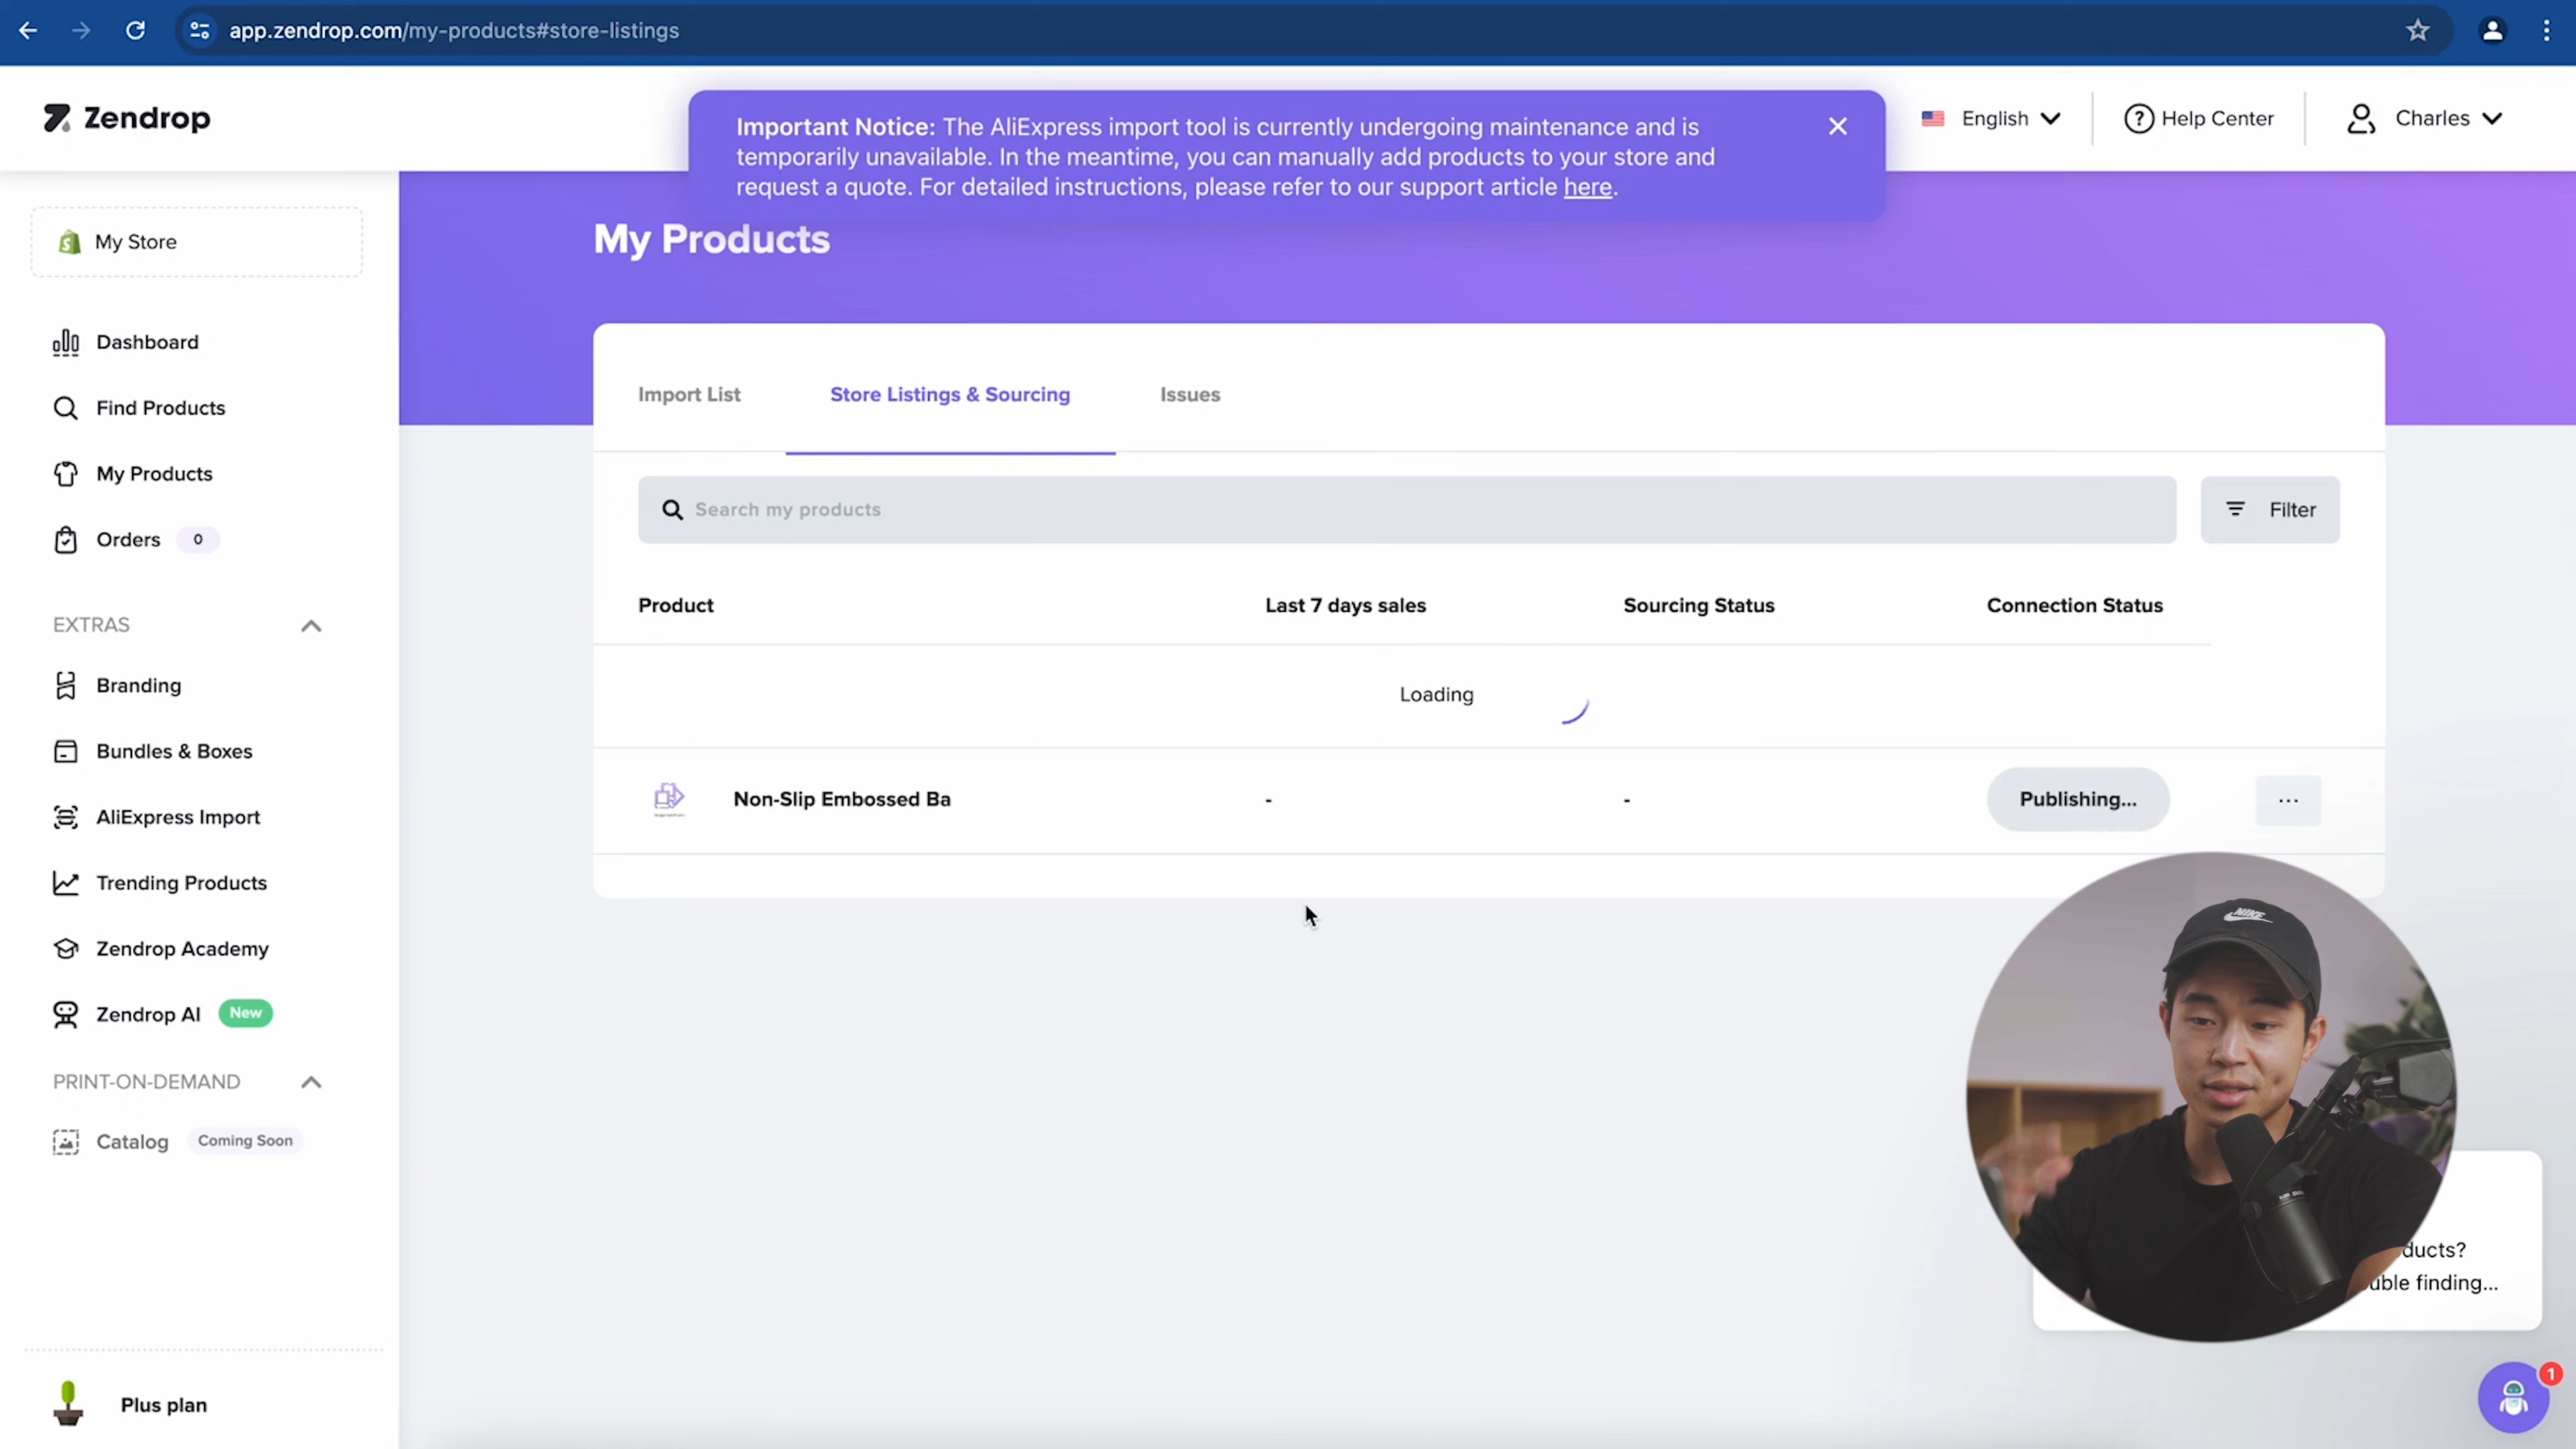 app.zendrop.com/my-products#store-listings
Zendrop
Important Notice: The AliExpress import tool is currently undergoing maintenance and is
temporarily unavailable. In the meantime, you can manually add products to your store and
request a quote. For detailed instructions, please refer to our support article here.
English
? Help Center
Charles
My Store
My Products
Dashboard
Find Products
My Products
Orders 0
EXTRAS
Branding
Bundles & Boxes
AliExpress Import
Trending Products
Zendrop Academy
Zendrop AI New
PRINT-ON-DEMAND
Catalog Coming Soon
Plus plan
Import List
Store Listings & Sourcing
Issues
Search my products
Filter
Product
Last 7 days sales
Sourcing Status
Connection Status
Loading
Non-Slip Embossed Ba
-
-
Publishing...
...
NIKE
ducts?
uble finding...
1